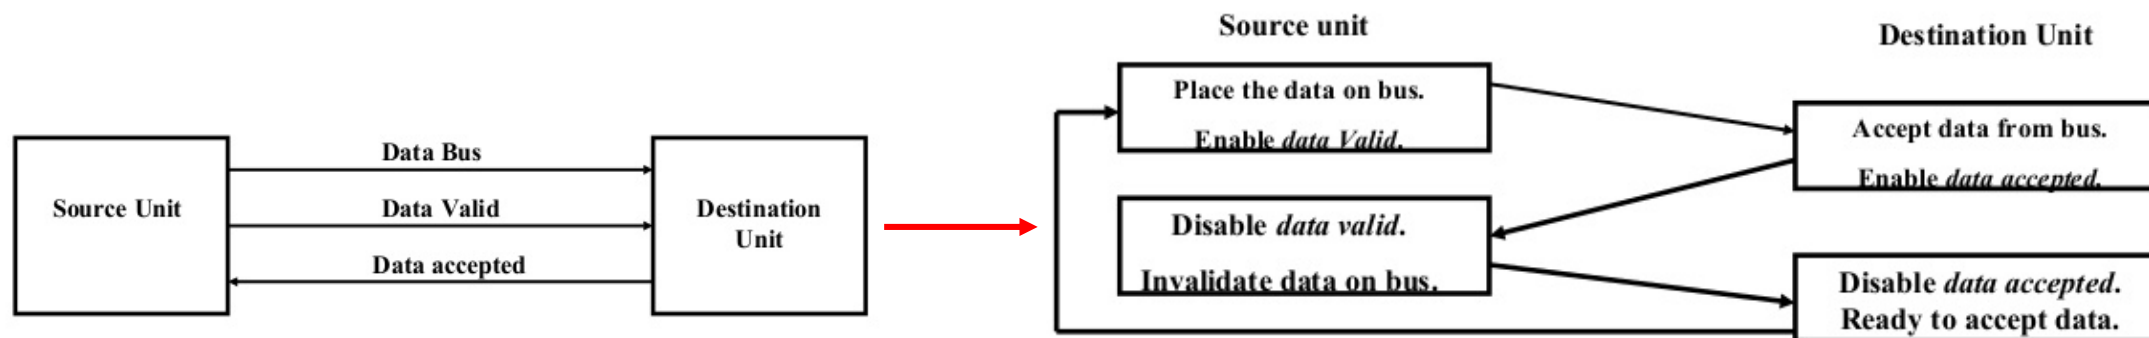 Source Unit
Data Bus
Data Valid
Data accepted
Destination
Unit
Source unit
Place the data on bus.
Enable data Valid.
Disable data valid.
Invalidate data on bus.
Destination Unit
Accept data from bus.
Enable data accepted.
Disable data accepted.
Ready to accept data.